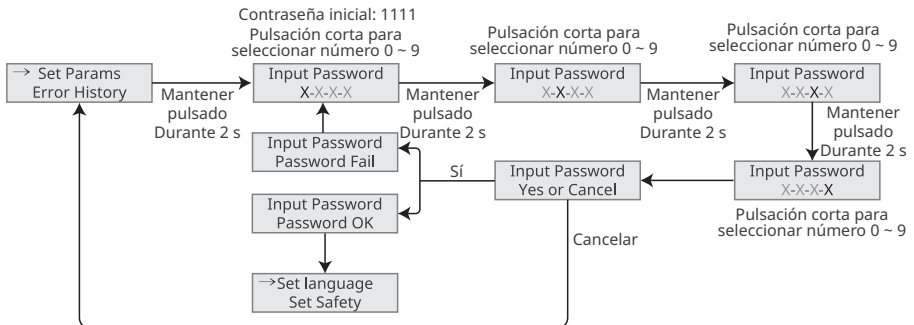 Contraseña inicial: 1111
Pulsación corta para
seleccionar número 0 ~ 9
Pulsación corta para
seleccionar número 0 ~ 9
Pulsación corta para
seleccionar número 0 ~ 9
→ Set Params
Error History
Mantener
pulsado
Durante 2 s
Input Password
X-X-X-X
Mantener
pulsado
Durante 2 s
Input Password
X-X-X-X
Mantener
pulsado
Durante 2 s
Input Password
X-X-X-X
Mantener
pulsado
Durante 2 s
Input Password
X-X-X-X
Pulsación corta para
seleccionar número 0 ~ 9
Input Password
Yes or Cancel
Sí
Cancelar
Input Password
Password Fail
Input Password
Password OK
→Set language
Set Safety